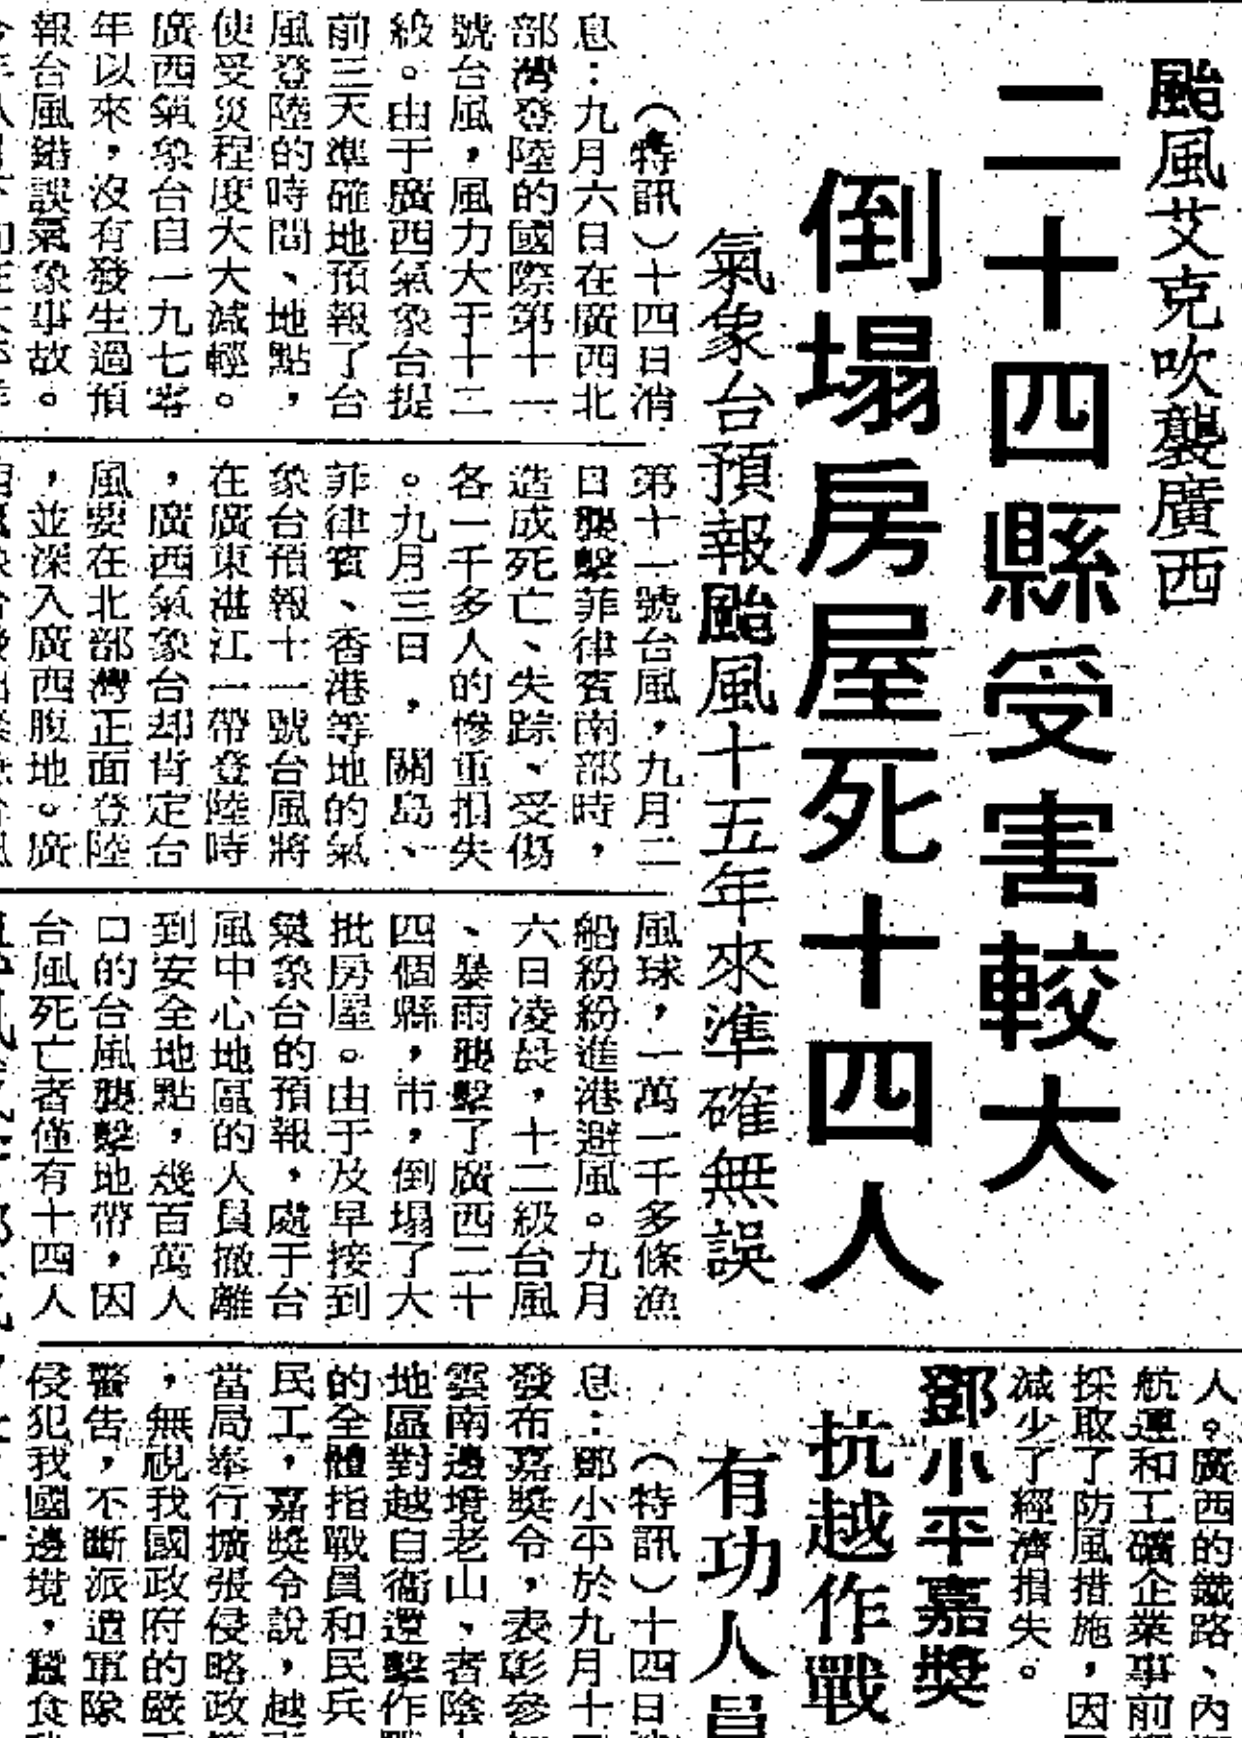 颱風艾克吹襲廣西
二十四縣受害較大
倒塌房屋死十四人
氣象台預報颱風十五年來準確無誤
（特訊）十四日消
息：九月六日在廣西北
部灣登陸的國際第十一
號台風，風力大于十二
級。由于廣西氣象台提
前三天準確地預報了台
風登陸的時間、地點，
使受災程度大大減輕。
廣西氣象台自一九七零
年以來，沒有發生過預
報台風錯誤氣象事故。
第十一號台風，九月二
日襲擊菲律賓南部時，
造成死亡、失踪、受傷
各一千多人的慘重損失
。九月三日，關島、
菲律賓、香港等地的氣
象台預報十一號台風將
在廣東湛江一帶登陸時
，廣西氣象台却肯定台
風要在北部灣正面登陸
，並深入廣西腹地。廣
風球，一萬一千多條漁
船紛紛進港避風。九月
六日凌晨，十二級台風
、暴雨襲擊了廣西二十
四個縣，市，倒塌了大
批房屋。由于及早接到
氣象台的預報，處于台
風中心地區的人員撤離
到安全地點，幾百萬人
口的台風襲擊地帶，因
台風死亡者僅有十四人
人。廣西的鐵路、內
航運和工礦企業事前
採取了防風措施，因
減少了經濟損失。
鄧小平嘉獎
抗越作戰
有功人員
（特訊）十四日
息：鄧小平於九月十
發布嘉獎令，表彰參
雲南邊境老山、者陰
地區對越自衞還擊作
的全體指戰員和民兵
民工，嘉獎令說，越
當局奉行擴張侵略政
，無視我國政府的嚴
警告，不斷派遣軍隊
侵犯我國邊境，蠶食